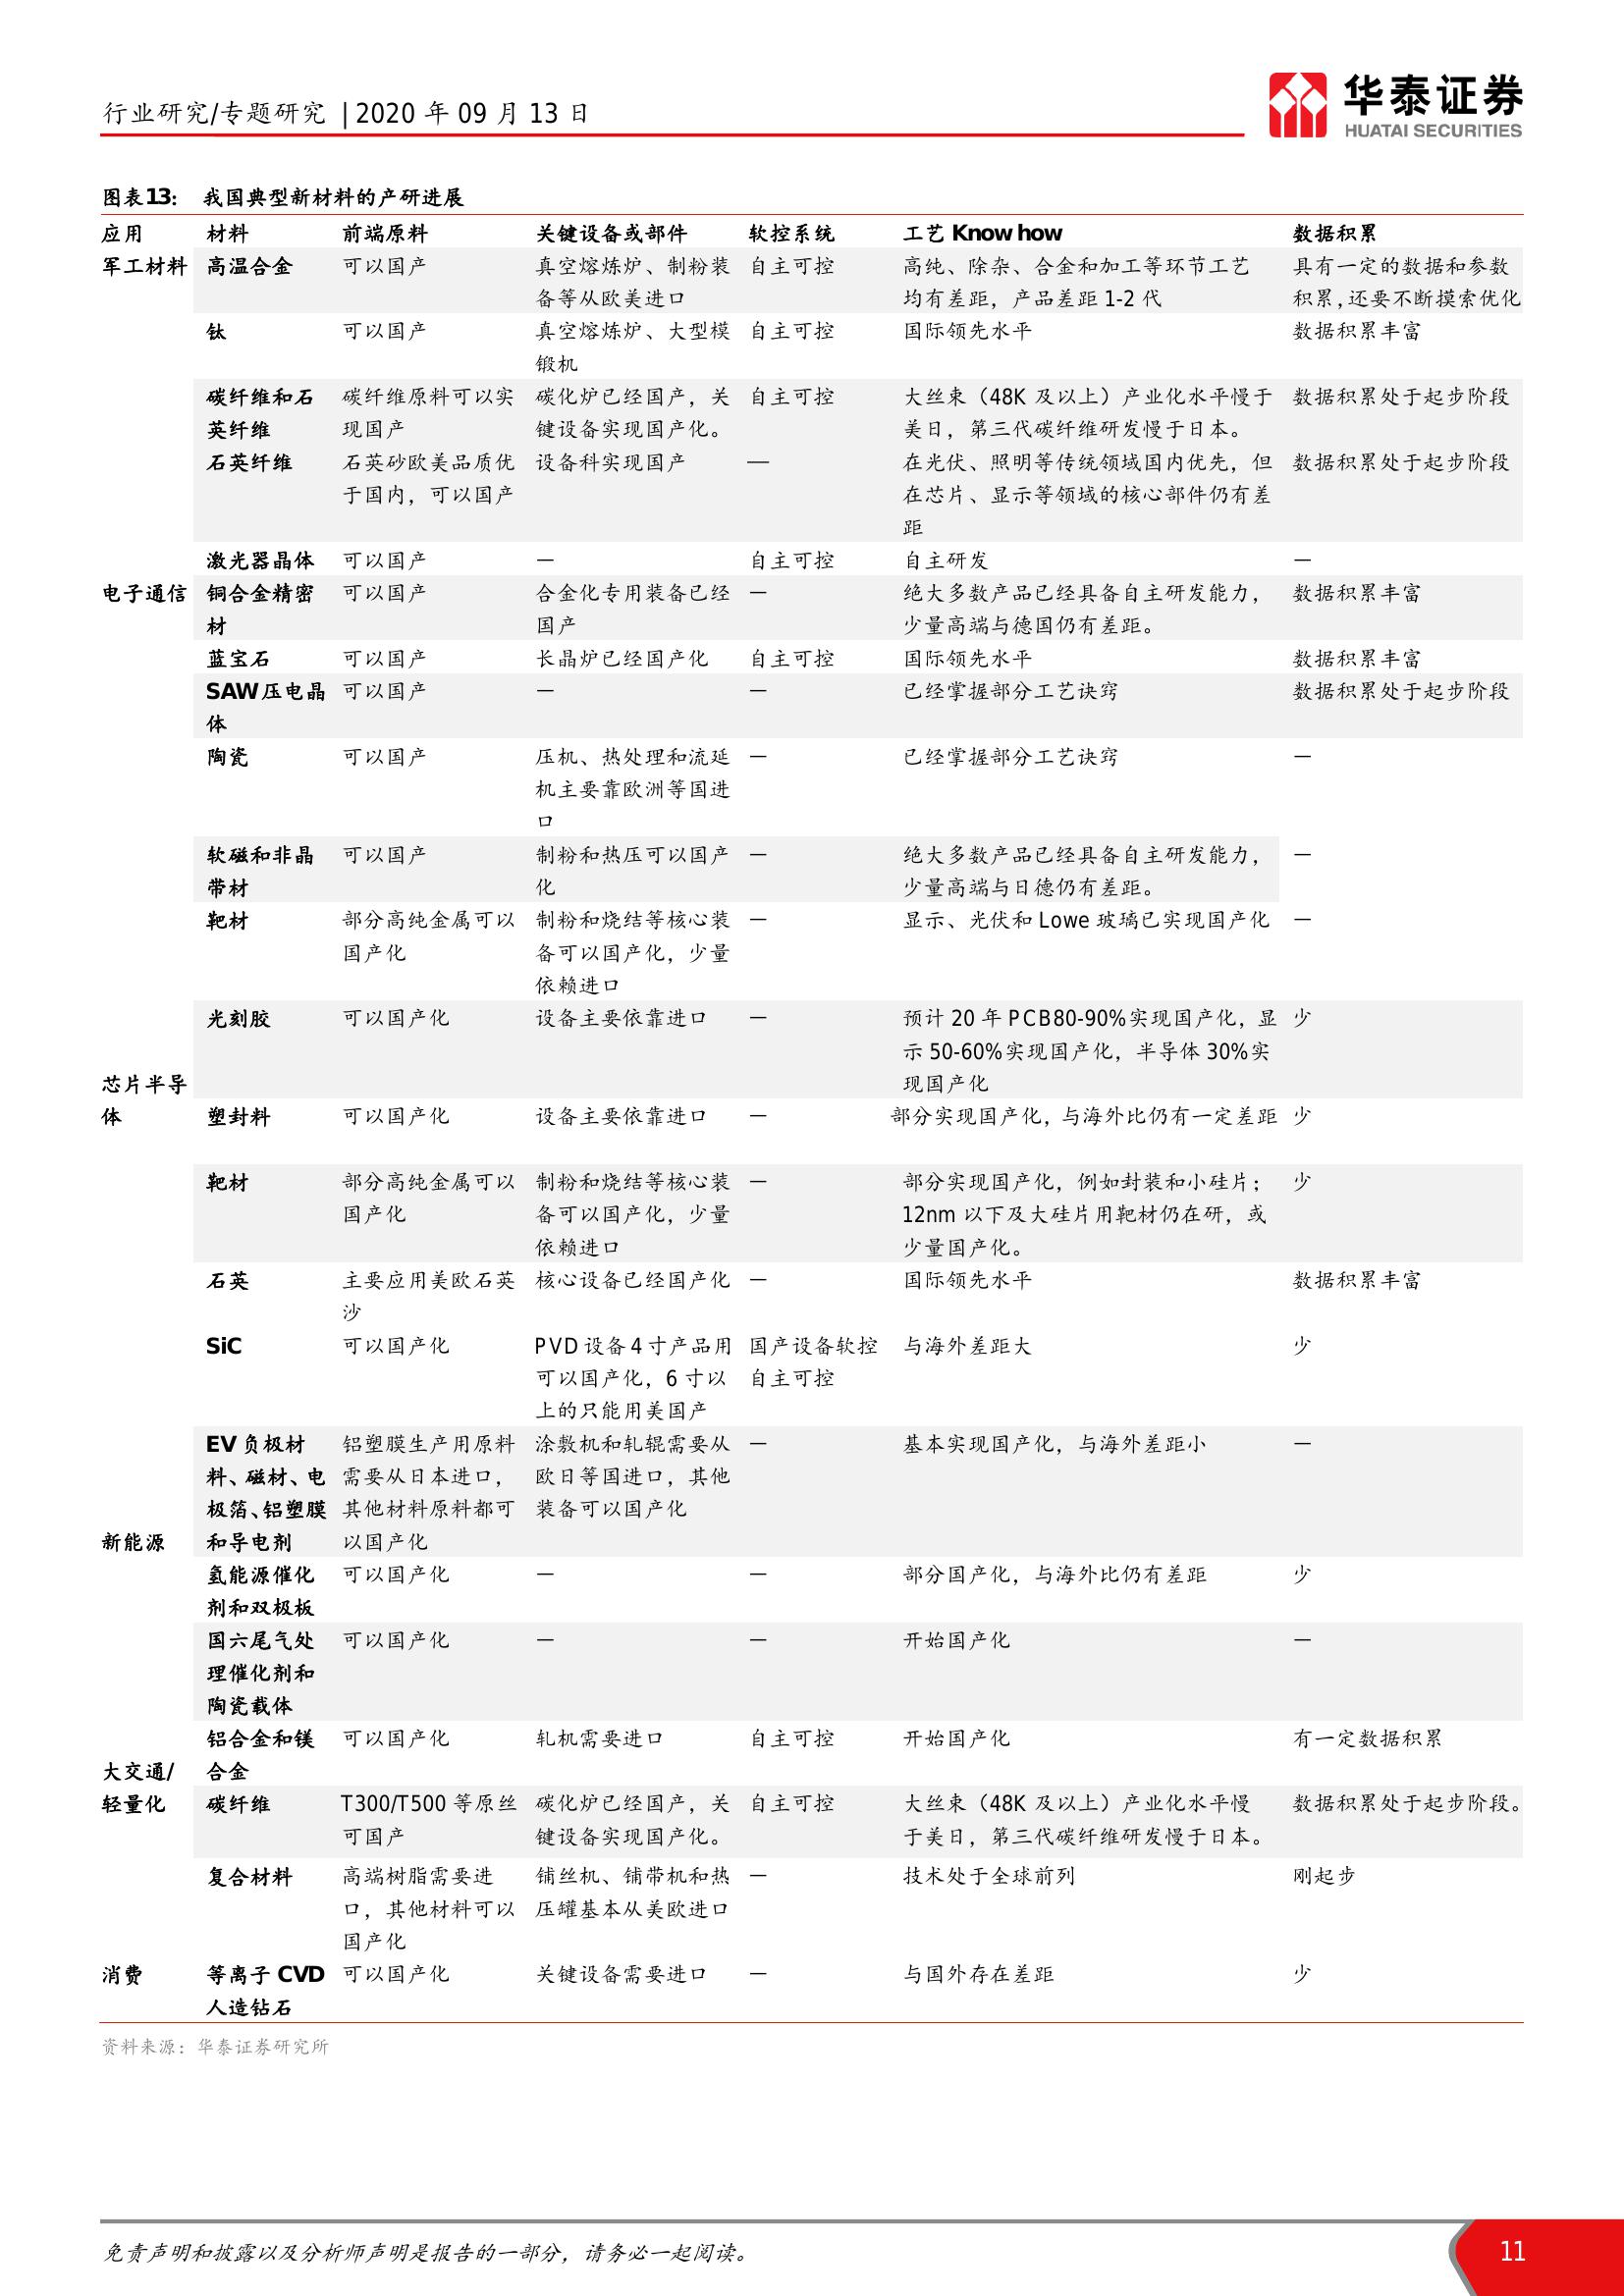 行业研究/专题研究 | 2020 年 09 月 13 日
华泰证券
HUATAI SECURITIES
图表13： 我国典型新材料的产研进展
应用 材料 前端原料 关键设备或部件 软控系统 工艺 Know how 数据积累
军工材料 高温合金 可以国产 真空熔炼炉、制粉装 自主可控 高纯、除杂、合金和加工等环节工艺 具有一定的数据和参数
备等从欧美进口 均有差距，产品差距 1-2 代 积累,还要不断摸索优化
钛 可以国产 真空熔炼炉、大型模 自主可控 国际领先水平 数据积累丰富
锻机
碳纤维和石 碳纤维原料可以实 碳化炉已经国产，关 自主可控 大丝束（48K 及以上）产业化水平慢于 数据积累处于起步阶段
英纤维 现国产 键设备实现国产化。 美日，第三代碳纤维研发慢于日本。
石英纤维 石英砂欧美品质优 设备科实现国产 — 在光伏、照明等传统领域国内优先，但 数据积累处于起步阶段
于国内，可以国产 在芯片、显示等领域的核心部件仍有差
距
激光器晶体 可以国产 — 自主可控 自主研发 —
电子通信 铜合金精密 可以国产 合金化专用装备已经 — 绝大多数产品已经具备自主研发能力， 数据积累丰富
材 国产 少量高端与德国仍有差距。
蓝宝石 可以国产 长晶炉已经国产化 自主可控 国际领先水平 数据积累丰富
SAW压电晶 可以国产 — — 已经掌握部分工艺诀窍 数据积累处于起步阶段
体
陶瓷 可以国产 压机、热处理和流延 — 已经掌握部分工艺诀窍 —
机主要靠欧洲等国进
口
软磁和非晶 可以国产 制粉和热压可以国产 — 绝大多数产品已经具备自主研发能力， —
带材 化 少量高端与日德仍有差距。
靶材 部分高纯金属可以 制粉和烧结等核心装 — 显示、光伏和 Lowe 玻璃已实现国产化 —
国产化 备可以国产化，少量
依赖进口
光刻胶 可以国产化 设备主要依靠进口 — 预计 20 年 PCB80-90%实现国产化，显 少
示 50-60%实现国产化，半导体 30%实
芯片半导 现国产化
体 塑封料 可以国产化 设备主要依靠进口 — 部分实现国产化，与海外比仍有一定差距 少
靶材 部分高纯金属可以 制粉和烧结等核心装 — 部分实现国产化，例如封装和小硅片； 少
国产化 备可以国产化，少量 12nm 以下及大硅片用靶材仍在研，或
依赖进口 少量国产化。
石英 主要应用美欧石英 核心设备已经国产化 — 国际领先水平 数据积累丰富
沙
SiC 可以国产化 PVD设备4寸产品用 国产设备软控 与海外差距大 少
可以国产化，6 寸以 自主可控
上的只能用美国产
EV 负极材 铝塑膜生产用原料 涂敷机和轧辊需要从 — 基本实现国产化，与海外差距小 —
料、磁材、电 需要从日本进口， 欧日等国进口，其他
极箔、铝塑膜 其他材料原料都可 装备可以国产化
新能源 和导电剂 以国产化
氢能源催化 可以国产化 — — 部分国产化，与海外比仍有差距 少
剂和双极板
国六尾气处 可以国产化 — — 开始国产化 —
理催化剂和
陶瓷载体
铝合金和镁 可以国产化 轧机需要进口 自主可控 开始国产化 有一定数据积累
大交通/ 合金
轻量化 碳纤维 T300/T500 等原丝 碳化炉已经国产，关 自主可控 大丝束（48K 及以上）产业化水平慢 数据积累处于起步阶段。
可国产 键设备实现国产化。 于美日，第三代碳纤维研发慢于日本。
复合材料 高端树脂需要进 铺丝机、铺带机和热 — 技术处于全球前列 刚起步
口，其他材料可以 压罐基本从美欧进口
国产化
消费 等离子 CVD 可以国产化 关键设备需要进口 — 与国外存在差距 少
人造钻石
资料来源：华泰证券研究所
免责声明和披露以及分析师声明是报告的一部分，请务必一起阅读。
11